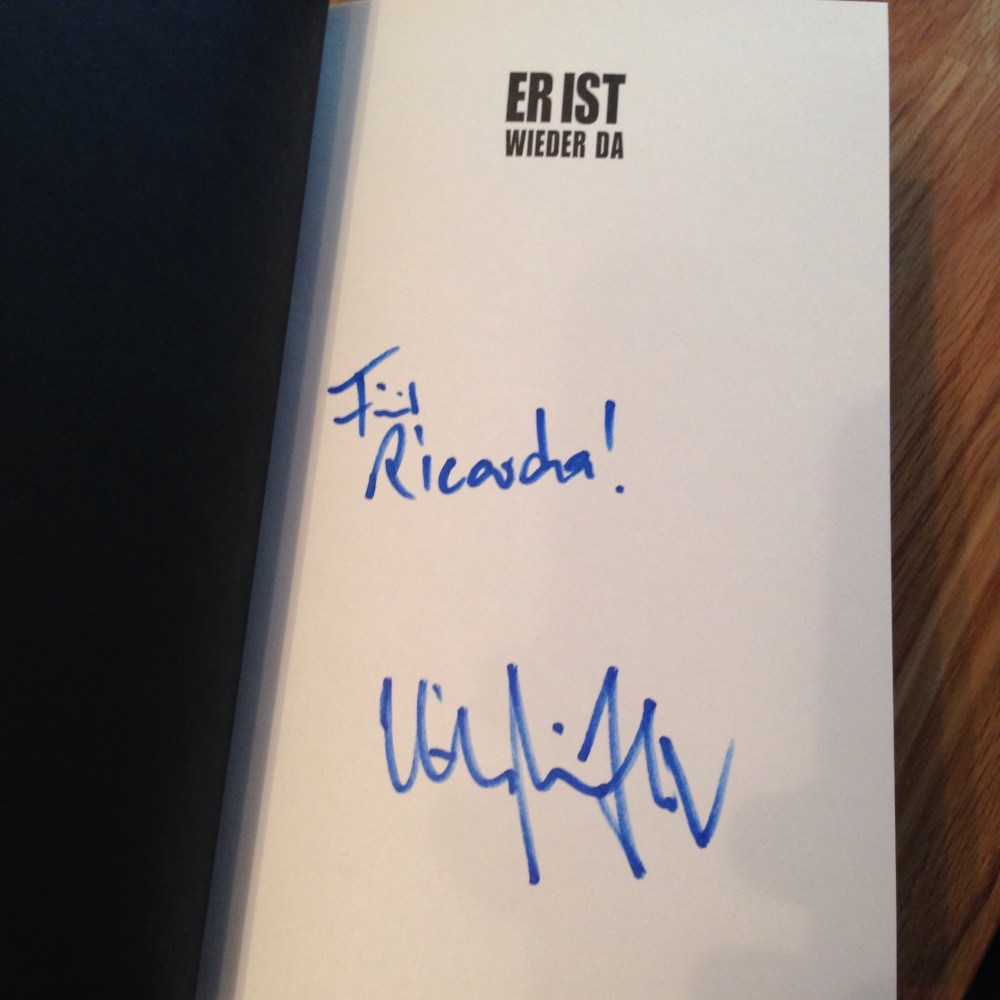 ER IST
WIEDER DA
Für
Ricarda!